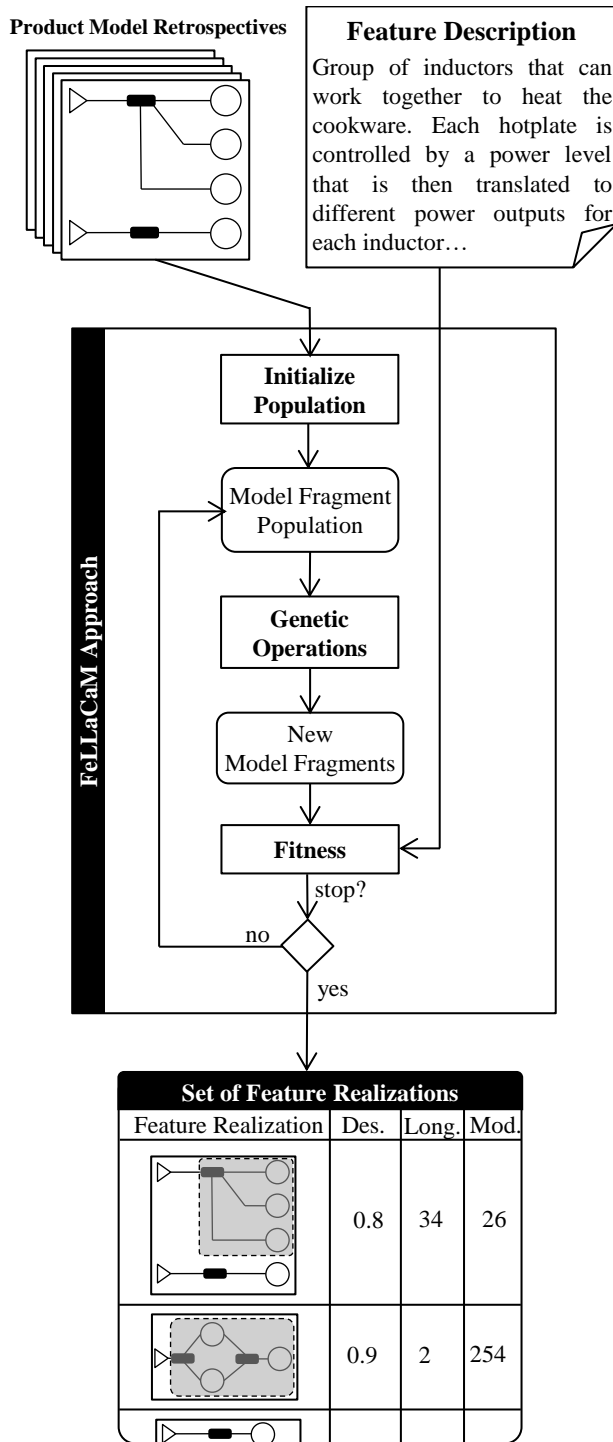 Product Model Retrospectives
Feature Description
Group of inductors that can
work together to heat the
cookware. Each hotplate is
controlled by a power level
that is then translated to
different power outputs for
each inductor…
FeLLaCaM Approach
Initialize
Population
Model Fragment
Population
Genetic
Operations
New
Model Fragments
Fitness
stop?
no
yes
Set of Feature Realizations
Feature Realization Des. Long. Mod.
0.8 34 26
0.9 2 254